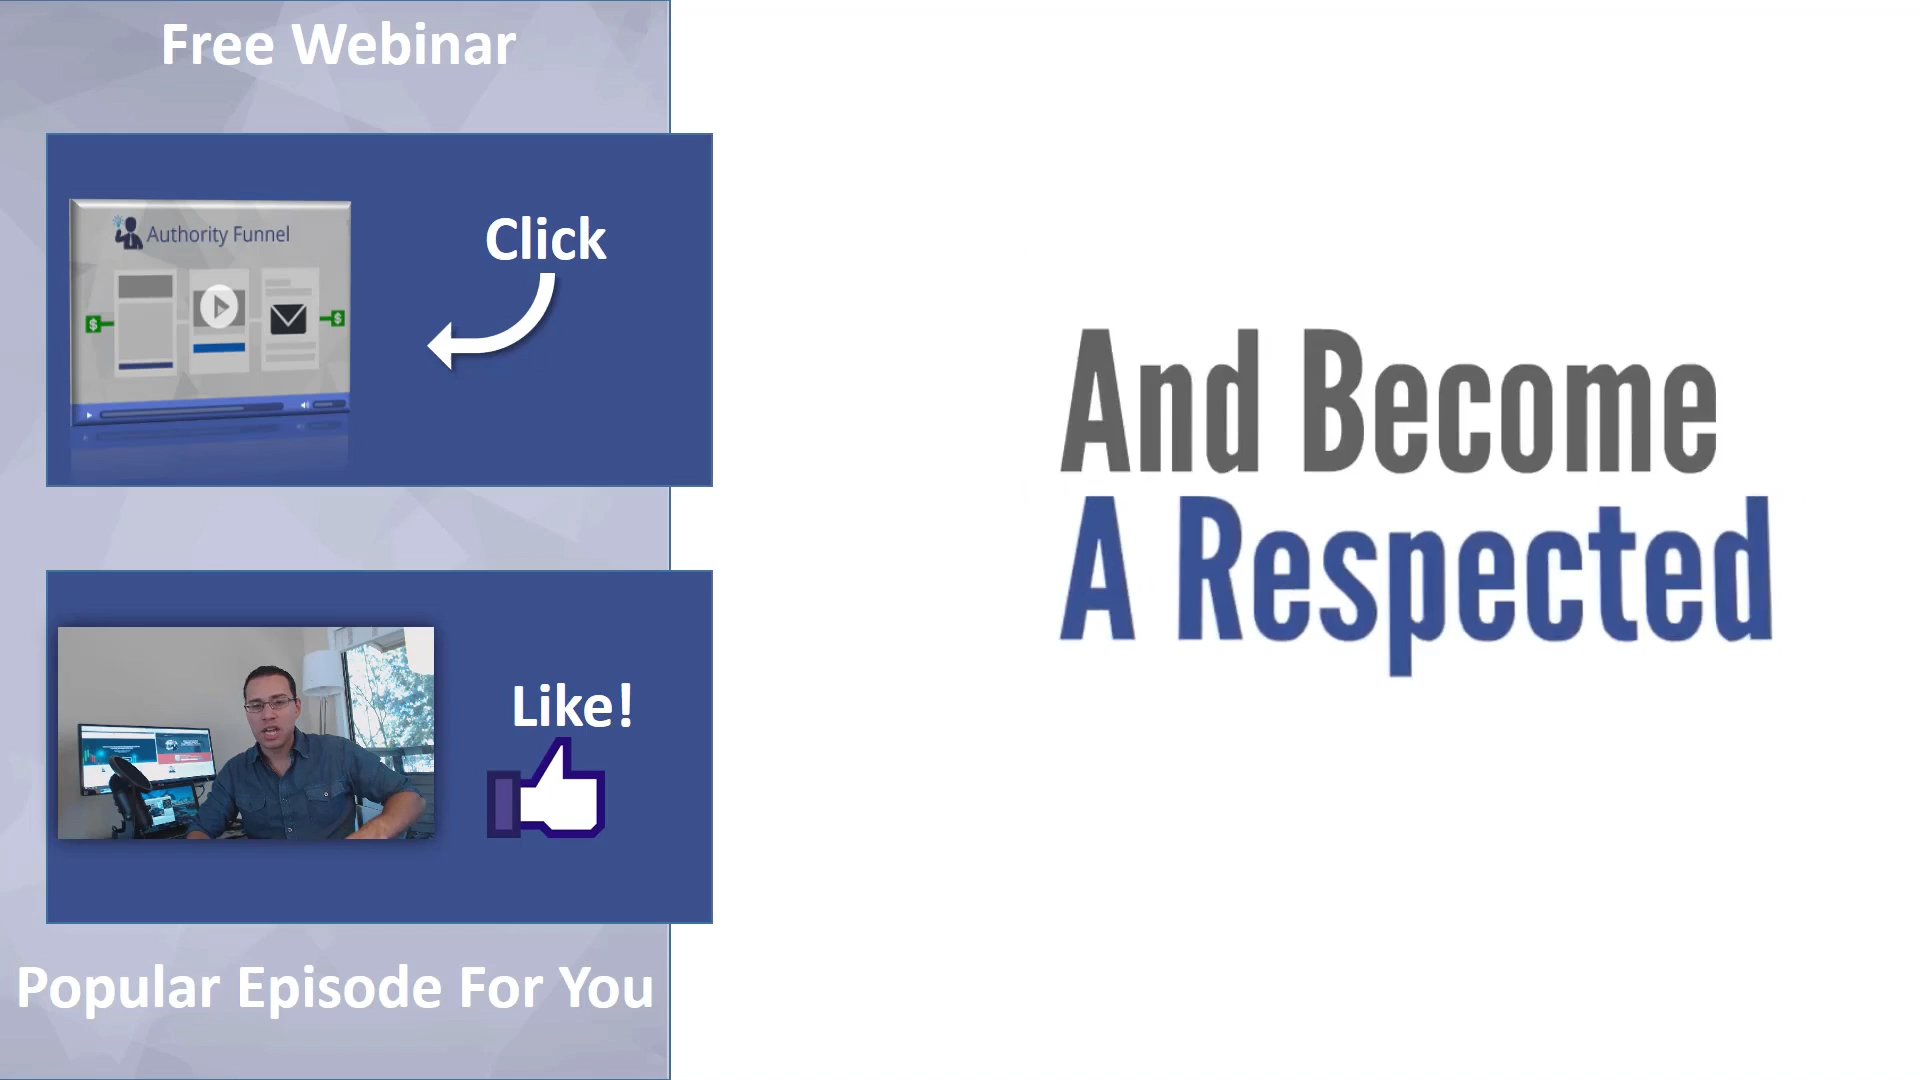 Free Webinar
Authority Funnel
Click
$
$
Like!
Popular Episode For You
And Become
A Respected